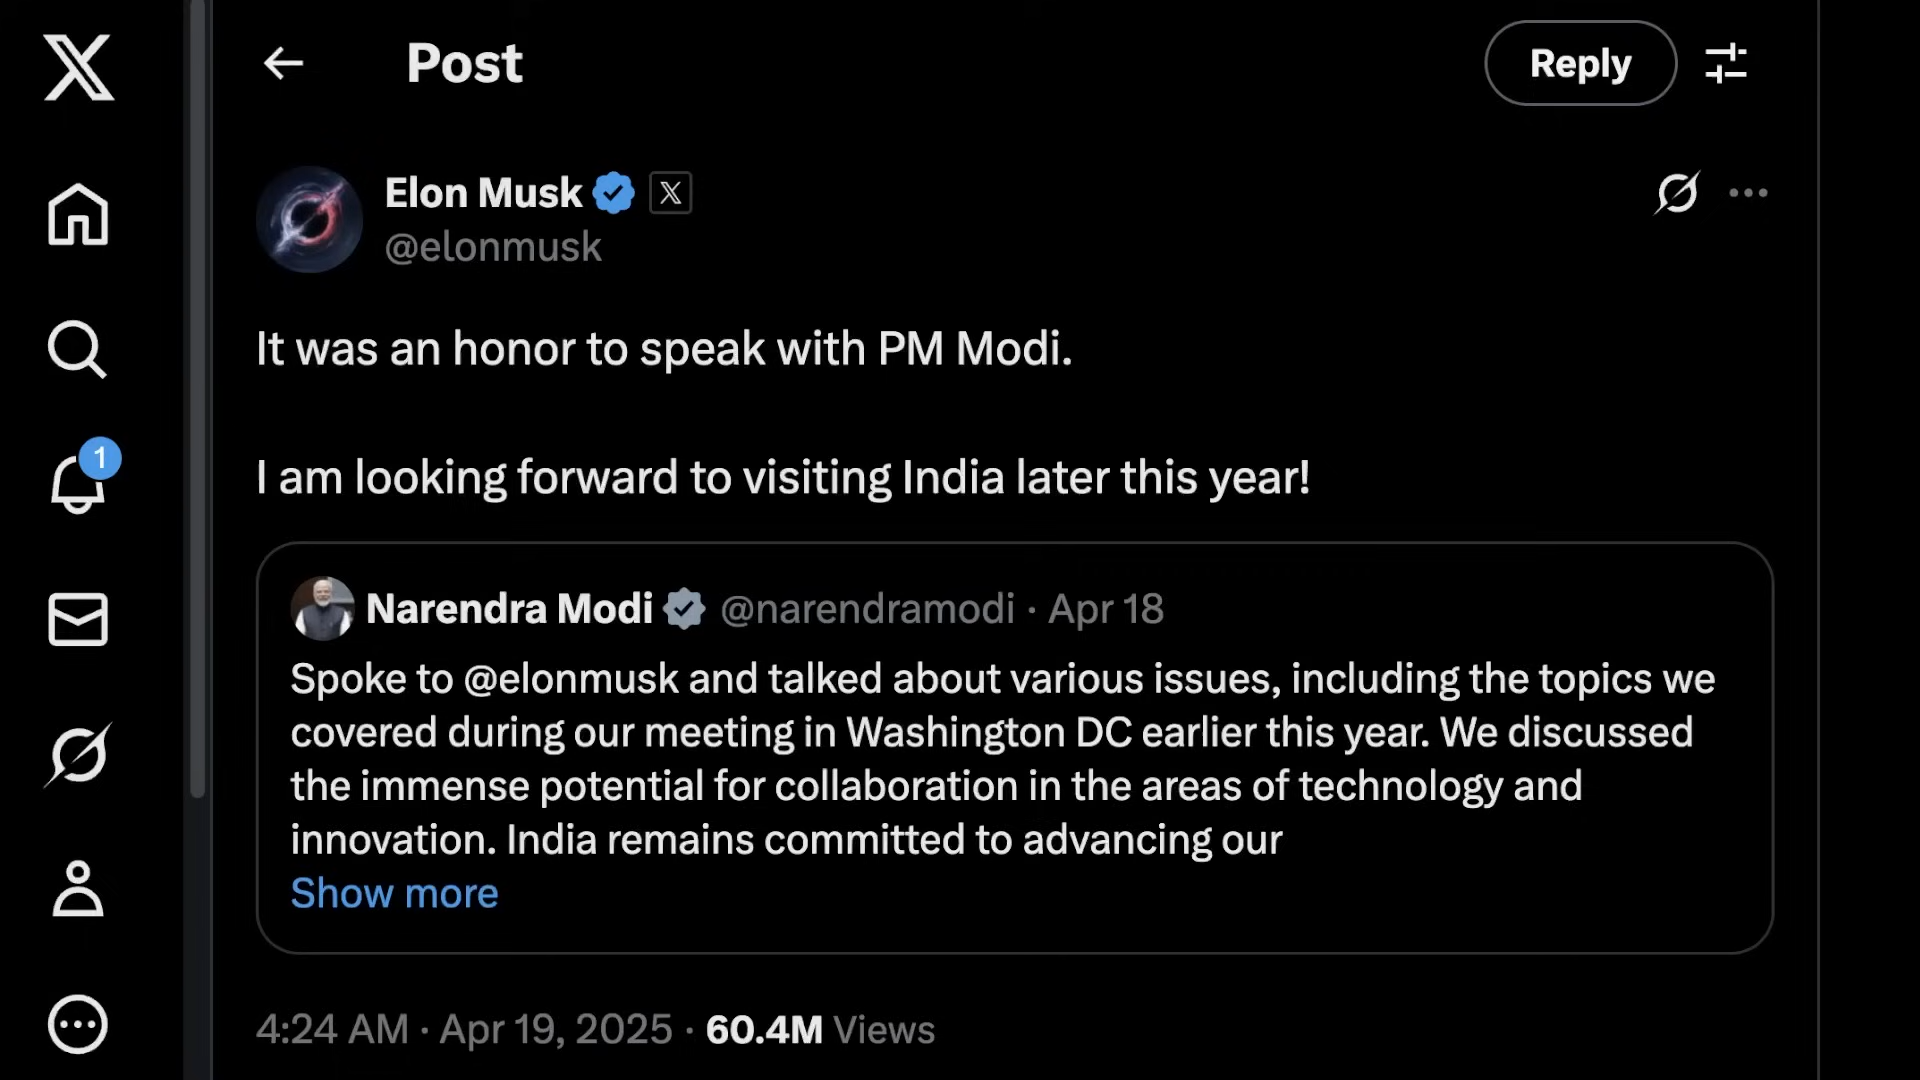 Post
Reply
Elon Musk
@elonmusk
It was an honor to speak with PM Modi.
I am looking forward to visiting India later this year!
1
Narendra Modi @narendramodi · Apr 18
Spoke to @elonmusk and talked about various issues, including the topics we
covered during our meeting in Washington DC earlier this year. We discussed
the immense potential for collaboration in the areas of technology and
innovation. India remains committed to advancing our
Show more
4:24 AM · Apr 19, 2025 · 60.4M Views